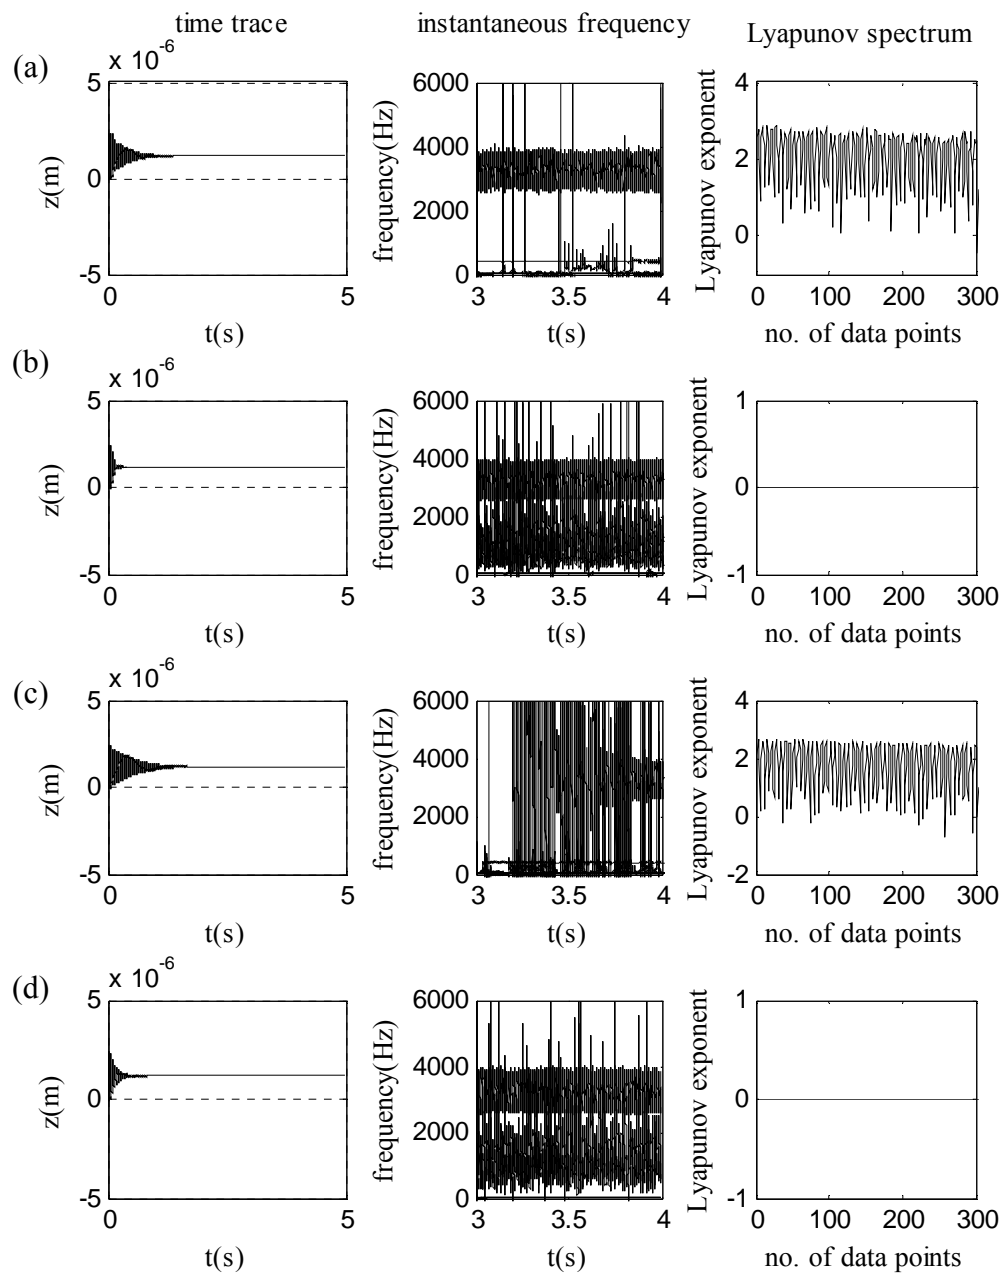 time trace instantaneous frequency Lyapunov spectrum
(a)
x 10^-6
5
0
-5
z(m)
0 5
t(s)
6000
4000
2000
0
frequency(Hz)
3 3.5 4
t(s)
4
2
0
Lyapunov exponent
0 100 200 300
no. of data points
(b)
x 10^-6
5
0
-5
z(m)
0 5
t(s)
6000
4000
2000
0
frequency(Hz)
3 3.5 4
t(s)
1
0
-1
Lyapunov exponent
0 100 200 300
no. of data points
(c)
x 10^-6
5
0
-5
z(m)
0 5
t(s)
6000
4000
2000
0
frequency(Hz)
3 3.5 4
t(s)
4
2
0
-2
Lyapunov exponent
0 100 200 300
no. of data points
(d)
x 10^-6
5
0
-5
z(m)
0 5
t(s)
6000
4000
2000
0
frequency(Hz)
3 3.5 4
t(s)
1
0
-1
Lyapunov exponent
0 100 200 300
no. of data points